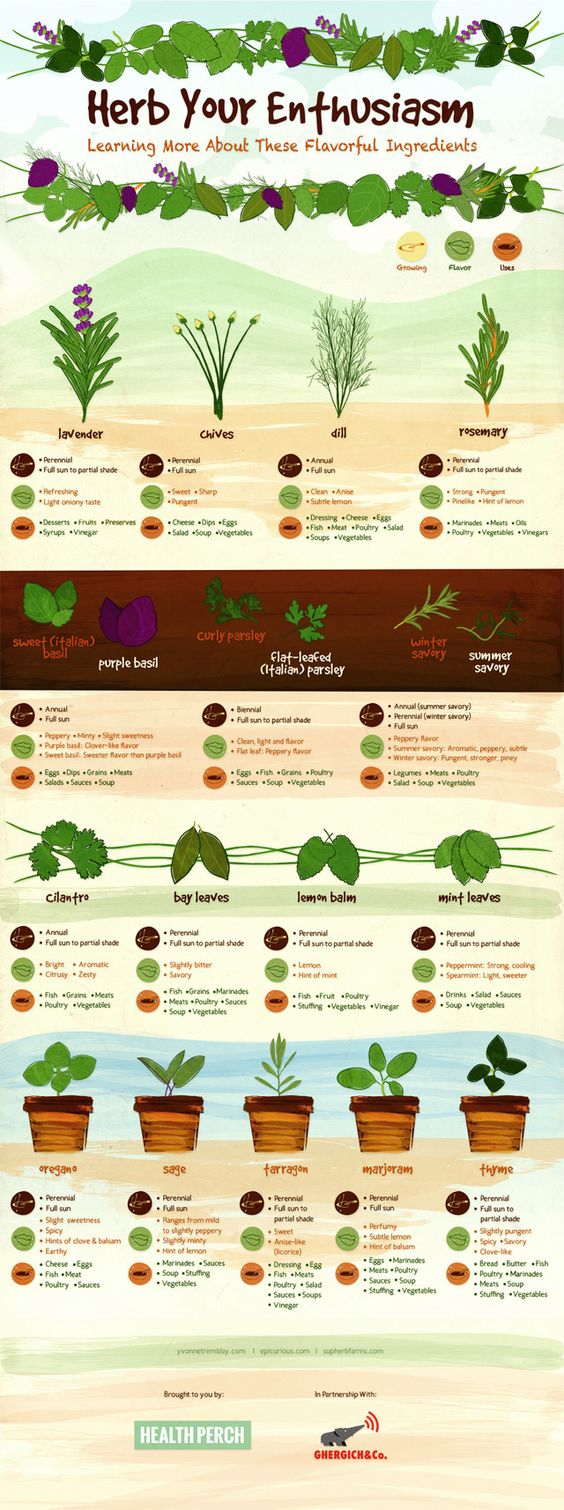 Herb Your Enthusiasm
Learning More About These Flavorful Ingredients
Growing
Flavor
Uses
lavender
• Perennial
• Full sun to partial shade
• Refreshing
• Light oniony taste
• Desserts • Fruits • Preserves
• Syrups • Vinegar
chives
• Perennial
• Full sun
• Sweet • Sharp
• Pungent
• Cheese • Dips • Eggs
• Salad • Soup • Vegetables
dill
• Annual
• Full sun
• Clean • Anise
• Subtle lemon
• Dressing • Cheese • Eggs
• Fish • Meat • Poultry • Salad
• Soups • Vegetables
rosemary
• Perennial
• Full sun to partial shade
• Strong • Pungent
• Pinelike • Hint of lemon
• Marinades • Meats • Oils
• Poultry • Vegetables • Vinegars
sweet (italian)
basil
purple basil
• Annual
• Full sun
• Peppery • Minty • Slight sweetness
• Purple basil: Clover-like flavor
• Sweet basil: Sweeter flavor than purple basil
• Eggs • Dips • Grains • Meats
• Salads • Sauces • Soup
curly parsley
flat-leafed
(Italian) parsley
• Biennial
• Full sun to partial shade
• Clean, light and flavor
• Flat leaf: Peppery flavor
• Eggs • Fish • Grains • Poultry
• Sauces • Soup • Vegetables
winter
savory
summer
savory
• Annual (summer savory)
• Perennial (winter savory)
• Full sun
• Peppery flavor
• Summer savory: Aromatic, peppery, subtle
• Winter savory: Pungent, stronger, piney
• Legumes • Meats • Poultry
• Salad • Soup • Vegetables
cilantro
• Annual
• Full sun to partial shade
• Bright • Aromatic
• Citrusy • Zesty
• Fish • Grains • Meats
• Poultry • Vegetables
bay leaves
• Perennial
• Full sun to partial shade
• Slightly bitter
• Savory
• Fish • Grains • Marinades
• Meats • Poultry • Sauces
• Soup • Vegetables
lemon balm
• Perennial
• Full sun to partial shade
• Lemon
• Hint of mint
• Fish • Fruit • Poultry
• Stuffing • Vegetables • Vinegar
mint leaves
• Perennial
• Full sun to partial shade
• Peppermint: Strong, cooling
• Spearmint: Light, sweeter
• Drinks • Salad • Sauces
• Soup • Vegetables
oregano
• Perennial
• Full sun
• Slight sweetness
• Spicy
• Hints of clove & balsam
• Earthy
• Cheese • Eggs
• Fish • Meat
• Poultry • Sauces
sage
• Perennial
• Full sun
• Ranges from mild
to slightly peppery
• Slightly minty
• Hint of lemon
• Marinades • Sauces
• Soup • Stuffing
• Vegetables
tarragon
• Perennial
• Full sun to
partial shade
• Sweet
• Anise-like
(licorice)
• Dressing • Egg
• Fish • Meats
• Poultry • Salad
• Sauces • Soups
• Vinegar
marjoram
• Perennial
• Full sun
• Perfumy
• Subtle lemon
• Hint of balsam
• Eggs • Marinades
• Meats • Poultry
• Sauces • Soup
• Stuffing • Vegetables
thyme
• Perennial
• Full sun to
partial shade
• Slightly pungent
• Spicy • Savory
• Clove-like
• Bread • Butter • Fish
• Poultry • Marinades
• Meats • Soup
• Stuffing • Vegetables
yvonnetremblay.com | epicurious.com | supherbfarms.com
Brought to you by:
HEALTH PERCH
In Partnership With:
GHERGICH&Co.